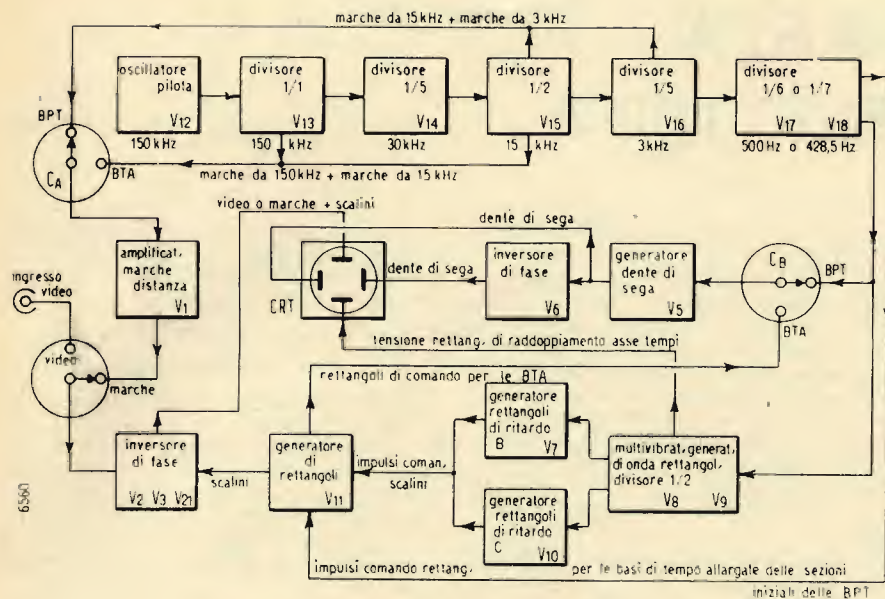 marche da 15 kHz + marche da 3 kHz
oscillatore
pilota
V12
150 kHz
divisore
1/1
V13
150 kHz
divisore
1/5
V14
30 kHz
divisore
1/2
V15
15 kHz
divisore
1/5
V16
3 kHz
divisore
1/6 o 1/7
V17 V18
500 Hz o 428,5 Hz
BPT
CA
BTA
marche da 150 kHz + marche da 15 kHz
video o marche + scalini
dente di sega
amplificat.
marche
distanza
V1
ingresso
video
CRT
dente di sega
inversore
di fase
V6
generatore
dente di
sega
V5
CB
BPT
BTA
tensione rettang. di raddoppiamento asse tempi
video
marche
rettangoli di comando per le BTA
generatore
rettangoli
di ritardo
B
V7
inversore
di fase
V2 V3 V21
scalini
generatore
di
rettangoli
V11
impulsi coman.
scalini
multivibrat. generat.
di onda rettangol.
divisore 1/2
V8 V9
generatore
rettangoli
di ritardo
C
V10
6560
impulsi comando rettang. per le basi di tempo allargate delle sezioni
iniziali delle BPT